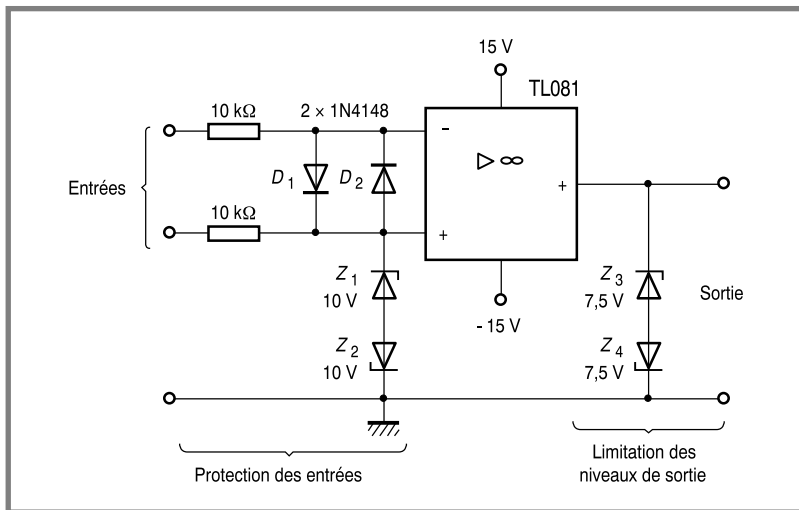 15 V
TL081
10 kΩ
2 × 1N4148
-
▷ ∞
Entrées
D1
D2
+
10 kΩ
+
Z1
10 V
Z3
7,5 V
Sortie
- 15 V
Z2
10 V
Z4
7,5 V
Protection des entrées
Limitation des
niveaux de sortie